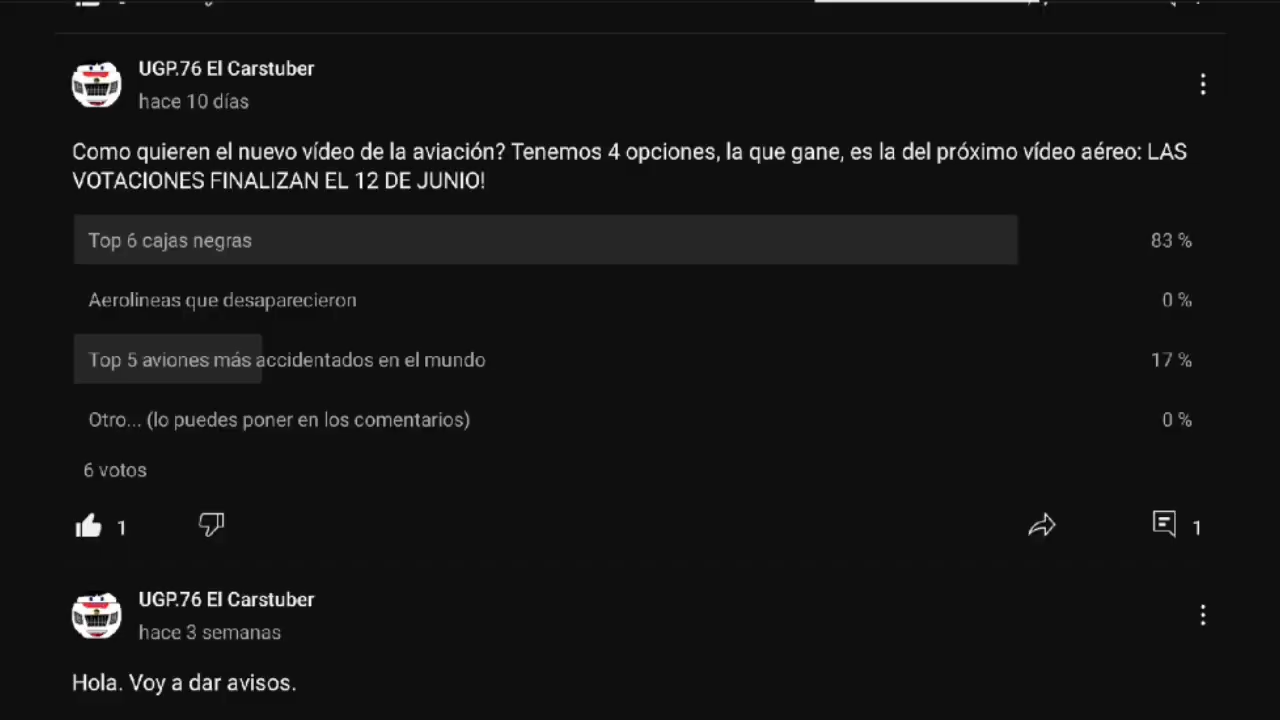 UGP.76 El Carstuber
hace 10 días
Como quieren el nuevo vídeo de la aviación? Tenemos 4 opciones, la que gane, es la del próximo vídeo aéreo: LAS
VOTACIONES FINALIZAN EL 12 DE JUNIO!
Top 6 cajas negras 83 %
Aerolineas que desaparecieron 0 %
Top 5 aviones más accidentados en el mundo 17 %
Otro... (lo puedes poner en los comentarios) 0 %
6 votos
1 1
UGP.76 El Carstuber
hace 3 semanas
Hola. Voy a dar avisos.